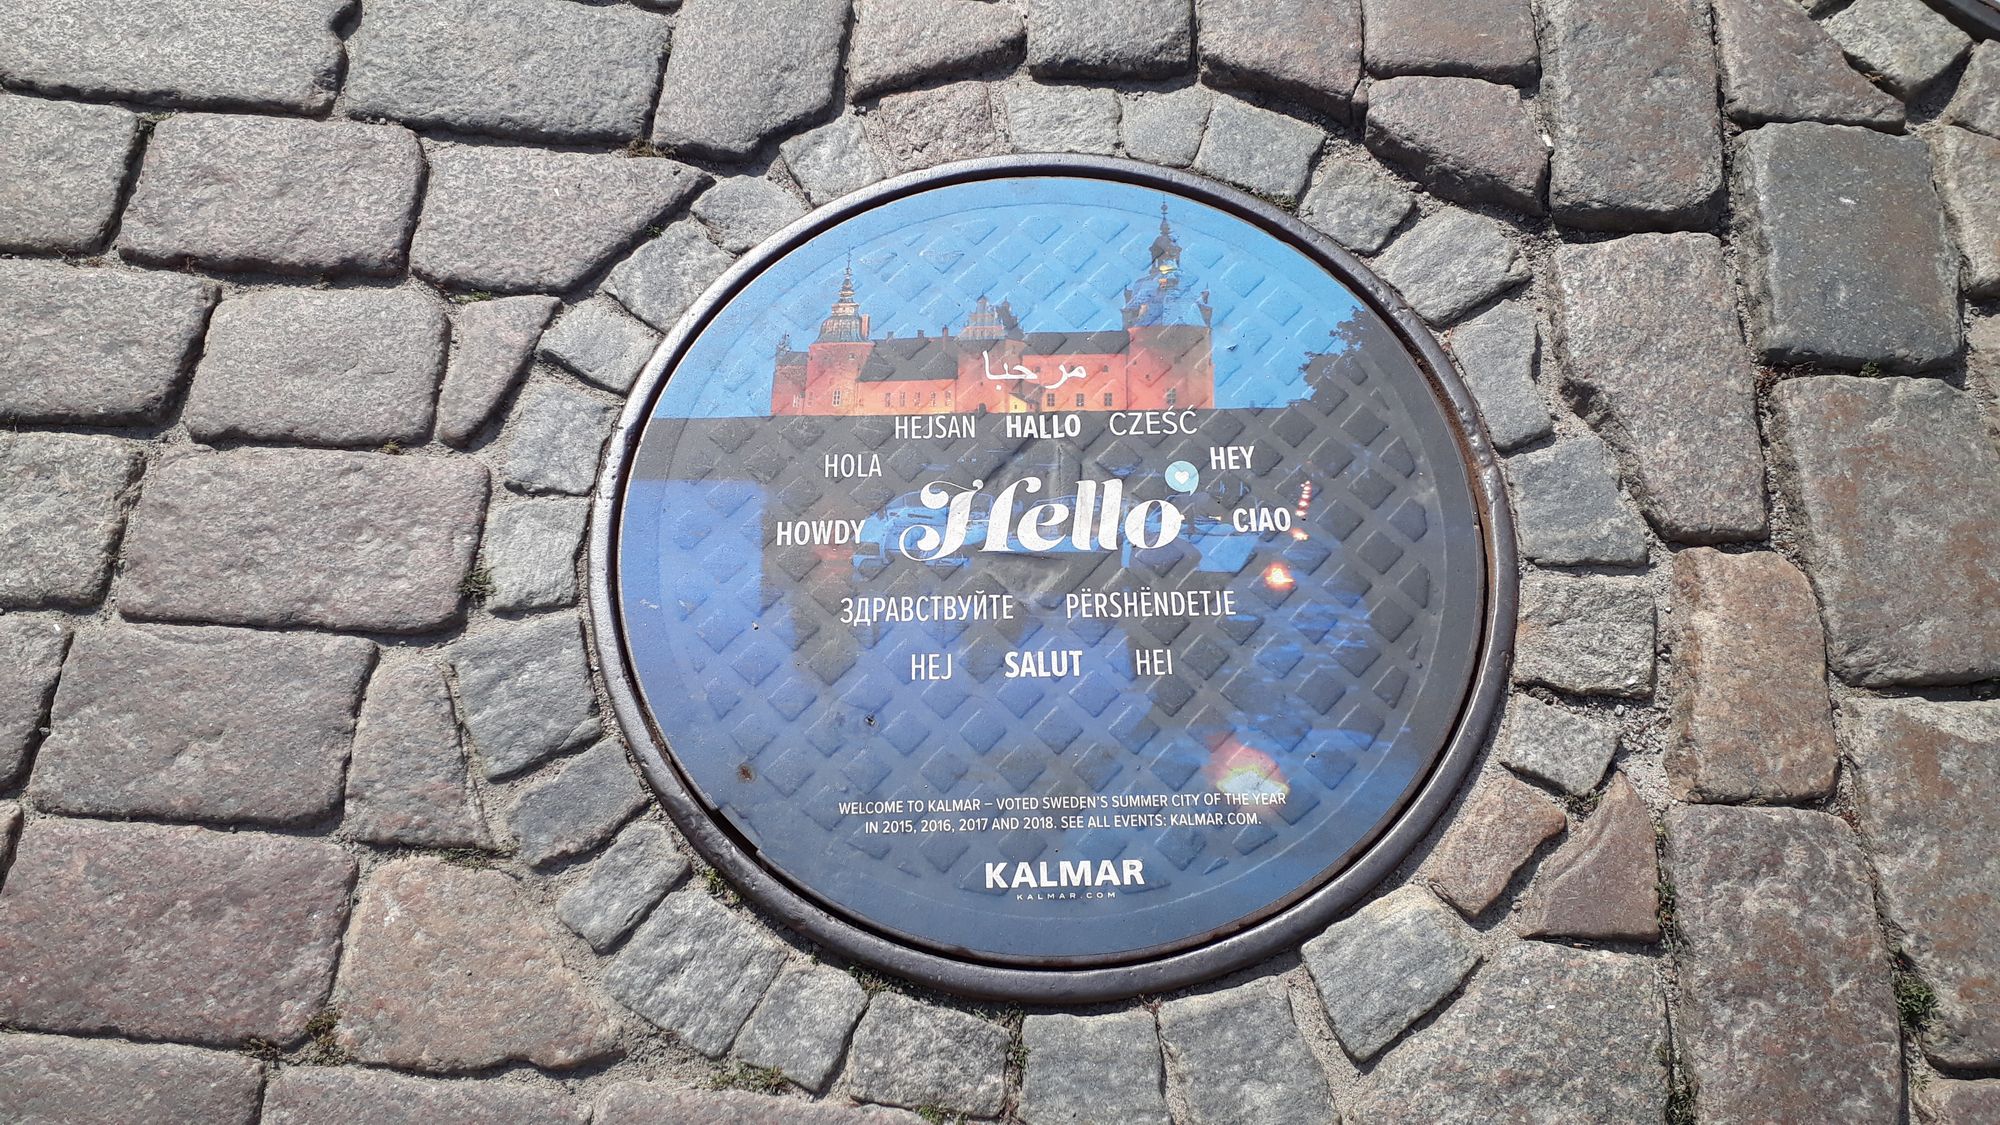 مرحبا
HEJSAN HALLO CZEŚĆ
HOLA HEY
HOWDY Hello CIAO
ЗДРАВСТВУЙТЕ PËRSHËNDETJE
HEJ SALUT HEI
WELCOME TO KALMAR – VOTED SWEDEN'S SUMMER CITY OF THE YEAR
IN 2015, 2016, 2017 AND 2018. SEE ALL EVENTS: KALMAR.COM.
KALMAR
KALMAR.COM